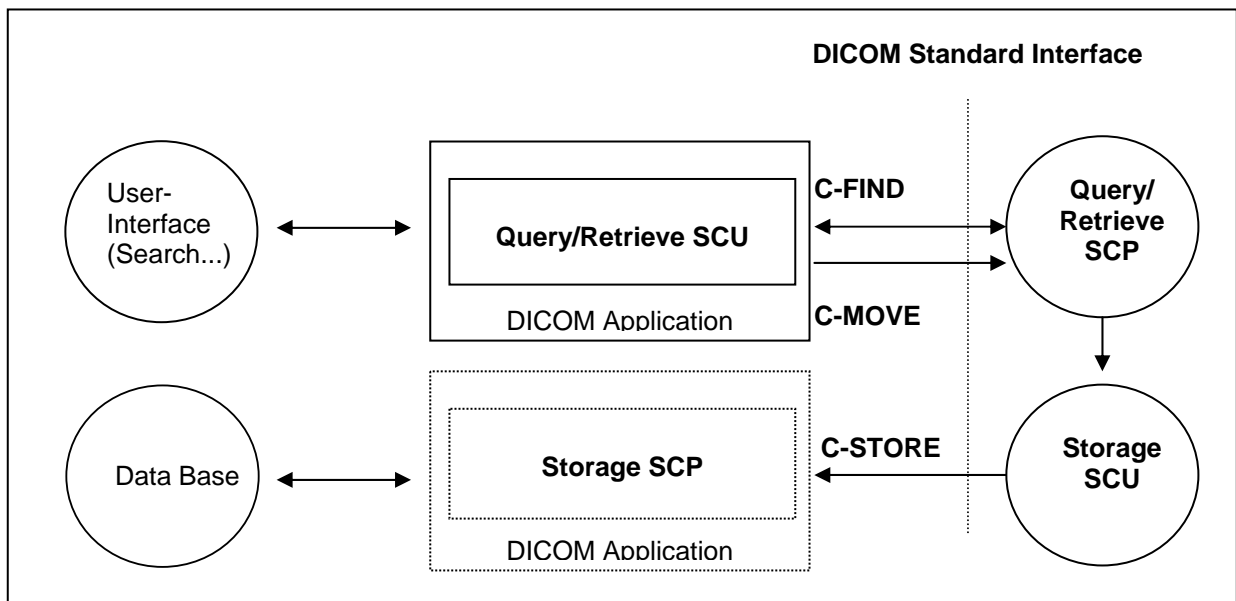 DICOM Standard Interface
User-
Interface
(Search...)
Query/Retrieve SCU
DICOM Application
C-FIND
C-MOVE
Query/
Retrieve
SCP
Data Base
Storage SCP
DICOM Application
C-STORE
Storage
SCU